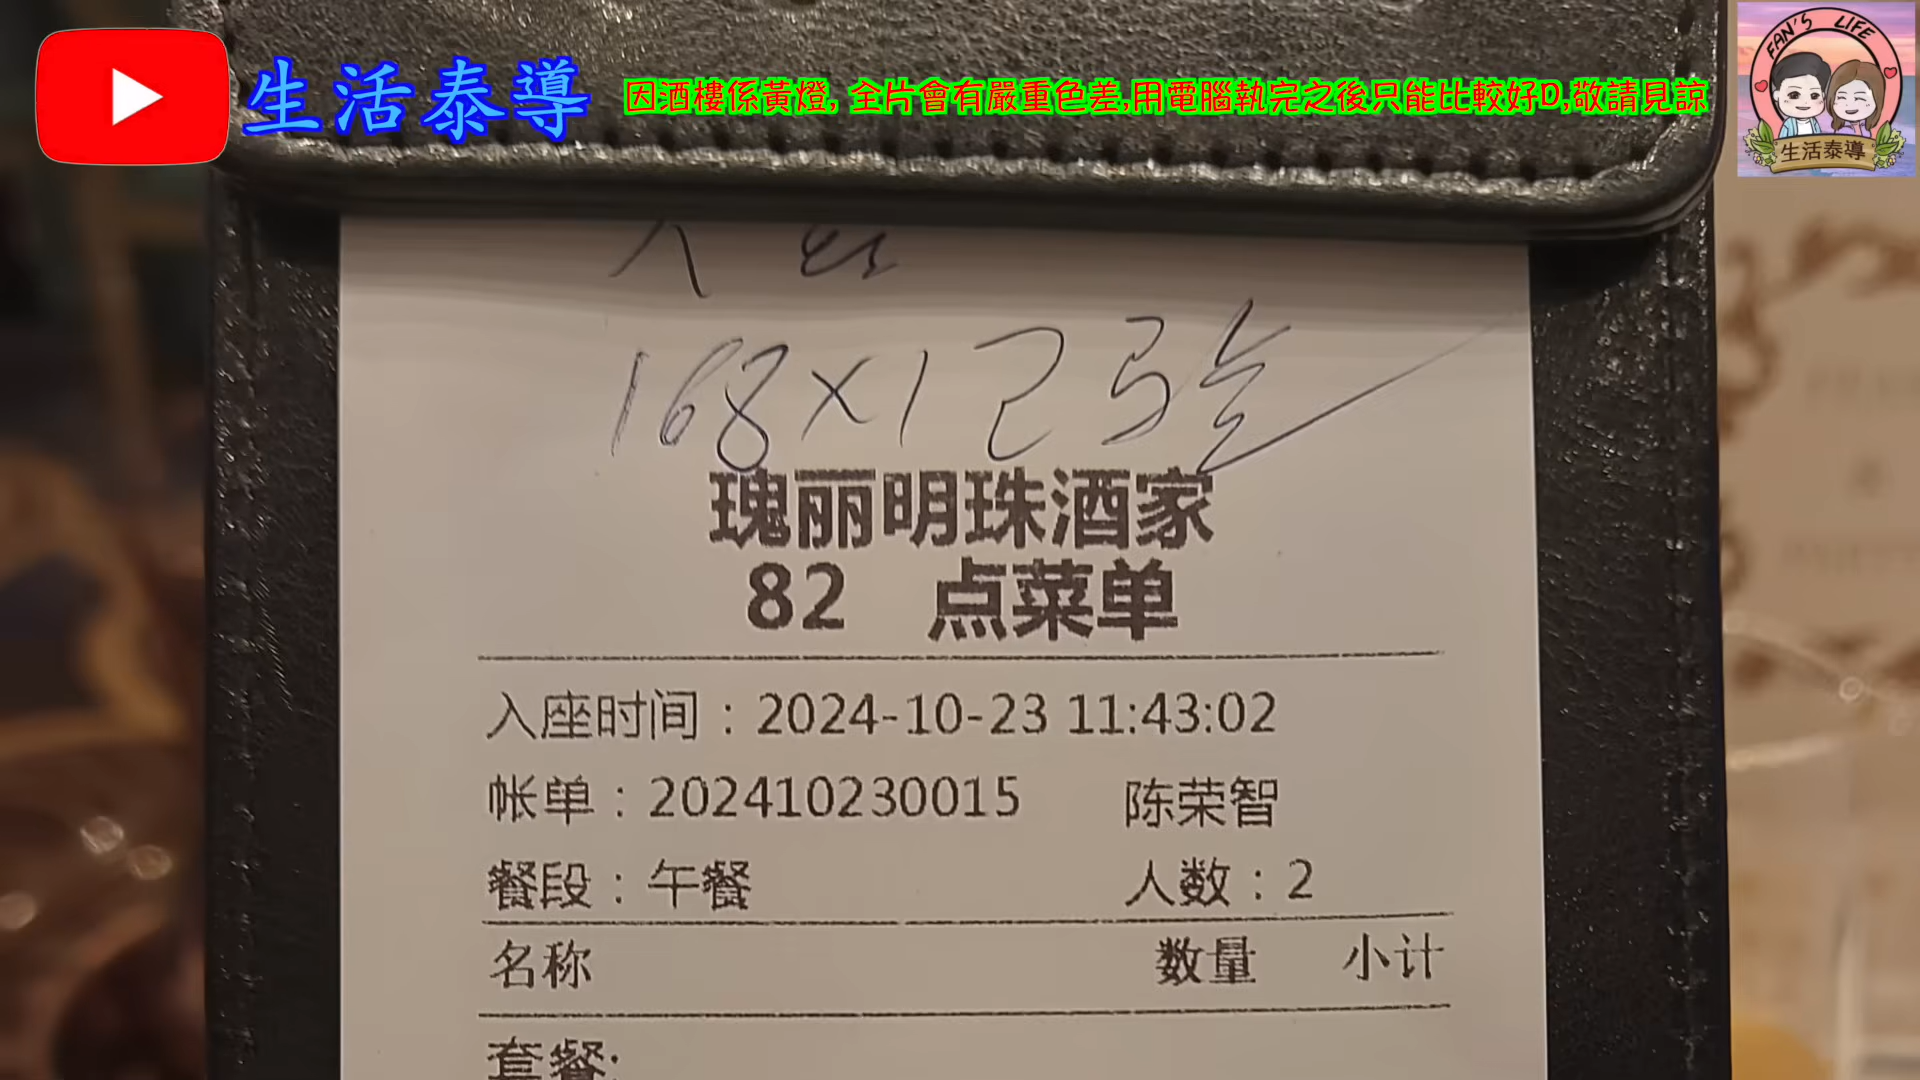 生活泰導
因酒樓係黃燈, 全片會有嚴重色差,用電腦執完之後只能比較好D,敬請見諒
FAN'S LIFE
生活泰導
168×1 已验
瑰丽明珠酒家
82 点菜单
入座时间：2024-10-23 11:43:02
帐单：202410230015 陈荣智
餐段：午餐 人数：2
名称 数量 小计
套餐: